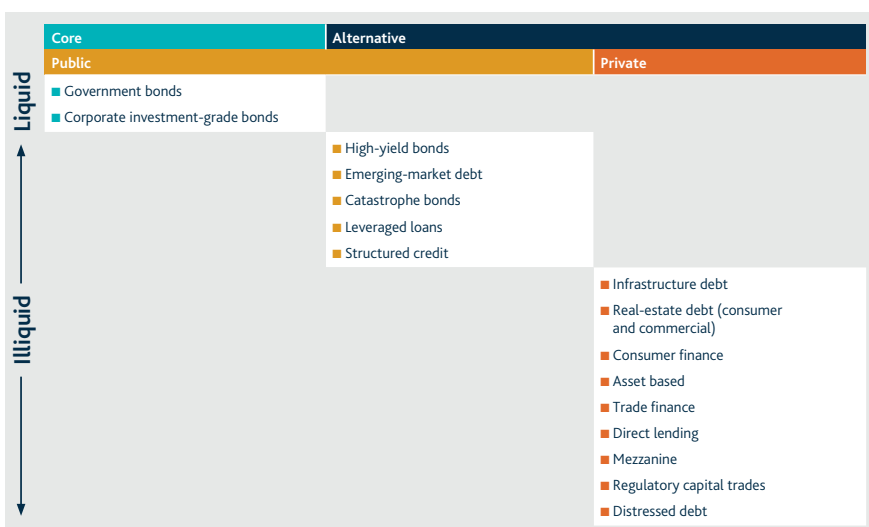 Core
Alternative
Public
Private
Liquid
Illiquid
Government bonds
Corporate investment-grade bonds
High-yield bonds
Emerging-market debt
Catastrophe bonds
Leveraged loans
Structured credit
Infrastructure debt
Real-estate debt (consumer
and commercial)
Consumer finance
Asset based
Trade finance
Direct lending
Mezzanine
Regulatory capital trades
Distressed debt